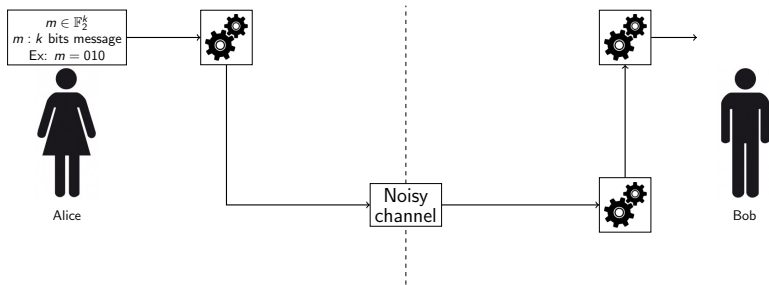 m ∈ 𝔽₂ᵏ
m : k bits message
Ex: m = 010
Noisy
channel
Alice
Bob